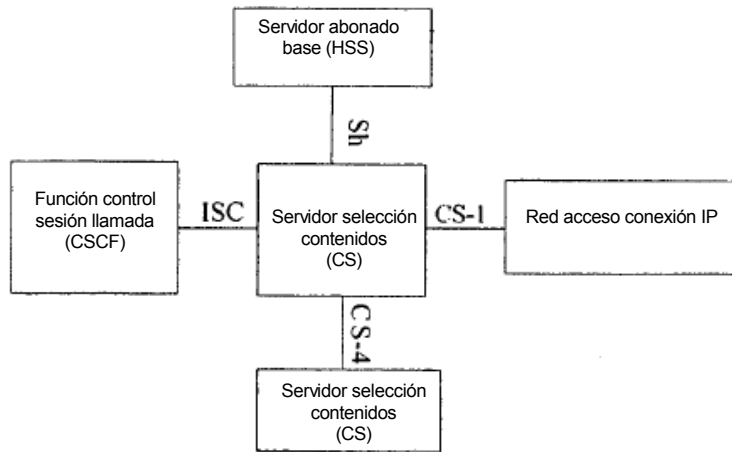 Servidor abonado
base (HSS)
Sh
Función control
sesión llamada
(CSCF)
ISC
Servidor selección
contenidos
(CS)
CS-1
Red acceso conexión IP
CS-4
Servidor selección
contenidos
(CS)